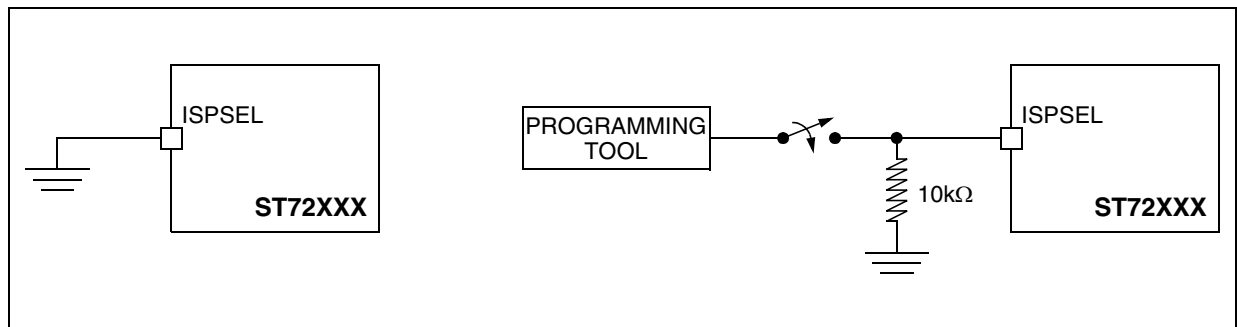 ISPSEL
ST72XXX
PROGRAMMING
TOOL
10kΩ
ISPSEL
ST72XXX